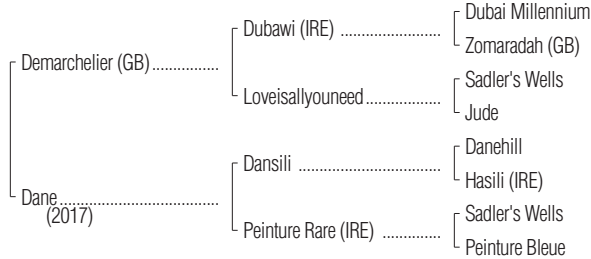 Dubai Millennium
Dubawi (IRE) ..................
Zomaradah (GB)
Demarchelier (GB)...............
Sadler's Wells
Loveisallyouneed..................
Jude
Danehill
Dansili ..........................
Hasili (IRE)
Dane....................................
(2017)
Sadler's Wells
Peinture Rare (IRE) ..............
Peinture Bleue